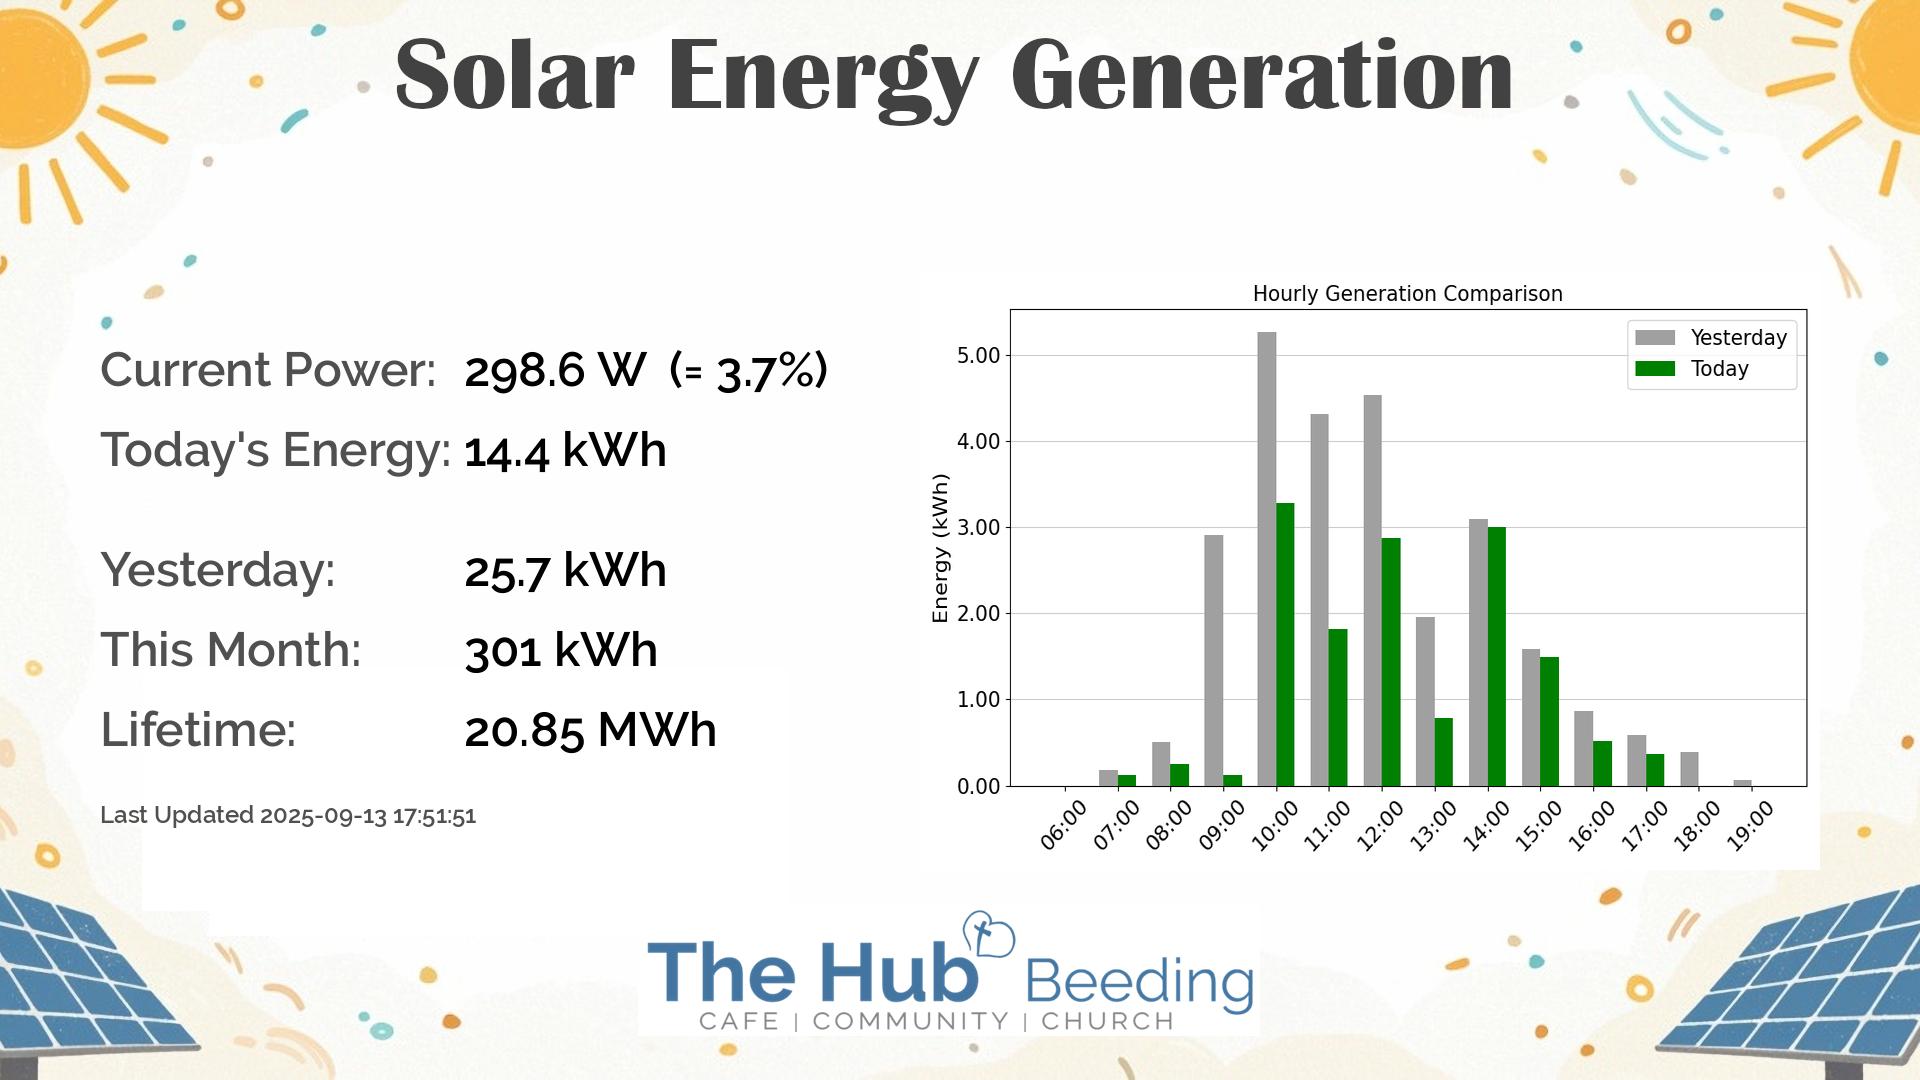 Solar Energy Generation
Current Power: 298.6 W (= 3.7%)
Today's Energy: 14.4 kWh
Yesterday: 25.7 kWh
This Month: 301 kWh
Lifetime: 20.85 MWh
Last Updated 2025-09-13 17:51:51
Hourly Generation Comparison
Yesterday
Today
Energy (kWh)
5.00
4.00
3.00
2.00
1.00
0.00
06:00 07:00 08:00 09:00 10:00 11:00 12:00 13:00 14:00 15:00 16:00 17:00 18:00 19:00
The Hub Beeding
CAFE | COMMUNITY | CHURCH